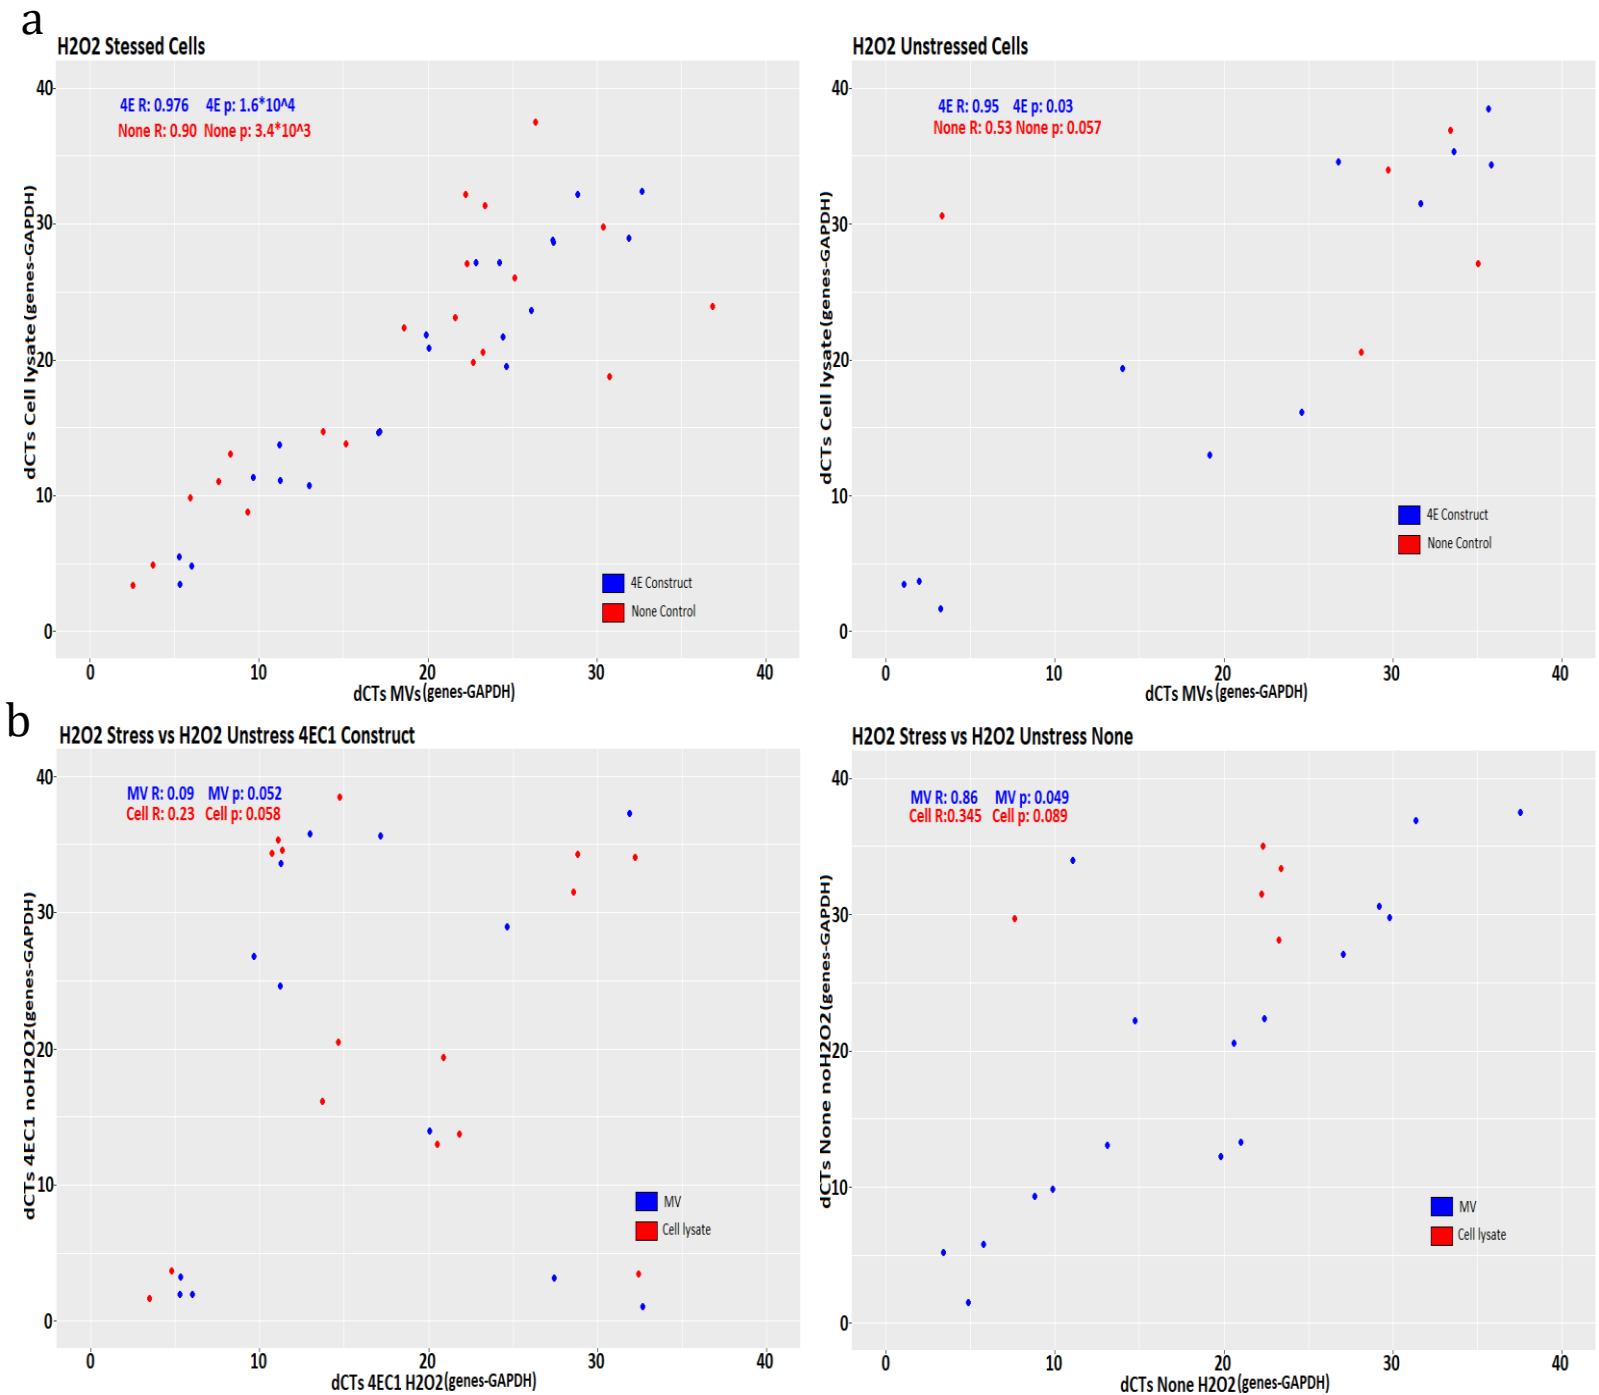 a
H2O2 Stessed Cells
4E R: 0.976 4E p: 1.6*10^4
None R: 0.90 None p: 3.4*10^3
40
30
20
10
0
dCTs Cell lysate(genes-GAPDH)
4E Construct
None Control
0 10 20 30 40
dCTs MVs(genes-GAPDH)
H2O2 Unstressed Cells
4E R: 0.95 4E p: 0.03
None R: 0.53 None p: 0.057
40
30
20
10
0
dCTs Cell lysate(genes-GAPDH)
4E Construct
None Control
0 10 20 30 40
dCTs MVs(genes-GAPDH)
b
H2O2 Stress vs H2O2 Unstress 4EC1 Construct
MV R: 0.09 MV p: 0.052
Cell R: 0.23 Cell p: 0.058
40
30
20
10
0
dCTs 4EC1 noH2O2(genes-GAPDH)
MV
Cell lysate
0 10 20 30 40
dCTs 4EC1 H2O2(genes-GAPDH)
H2O2 Stress vs H2O2 Unstress None
MV R: 0.86 MV p: 0.049
Cell R:0.345 Cell p: 0.089
40
30
20
10
0
dCTs None noH2O2(genes-GAPDH)
MV
Cell lysate
0 10 20 30 40
dCTs None H2O2(genes-GAPDH)